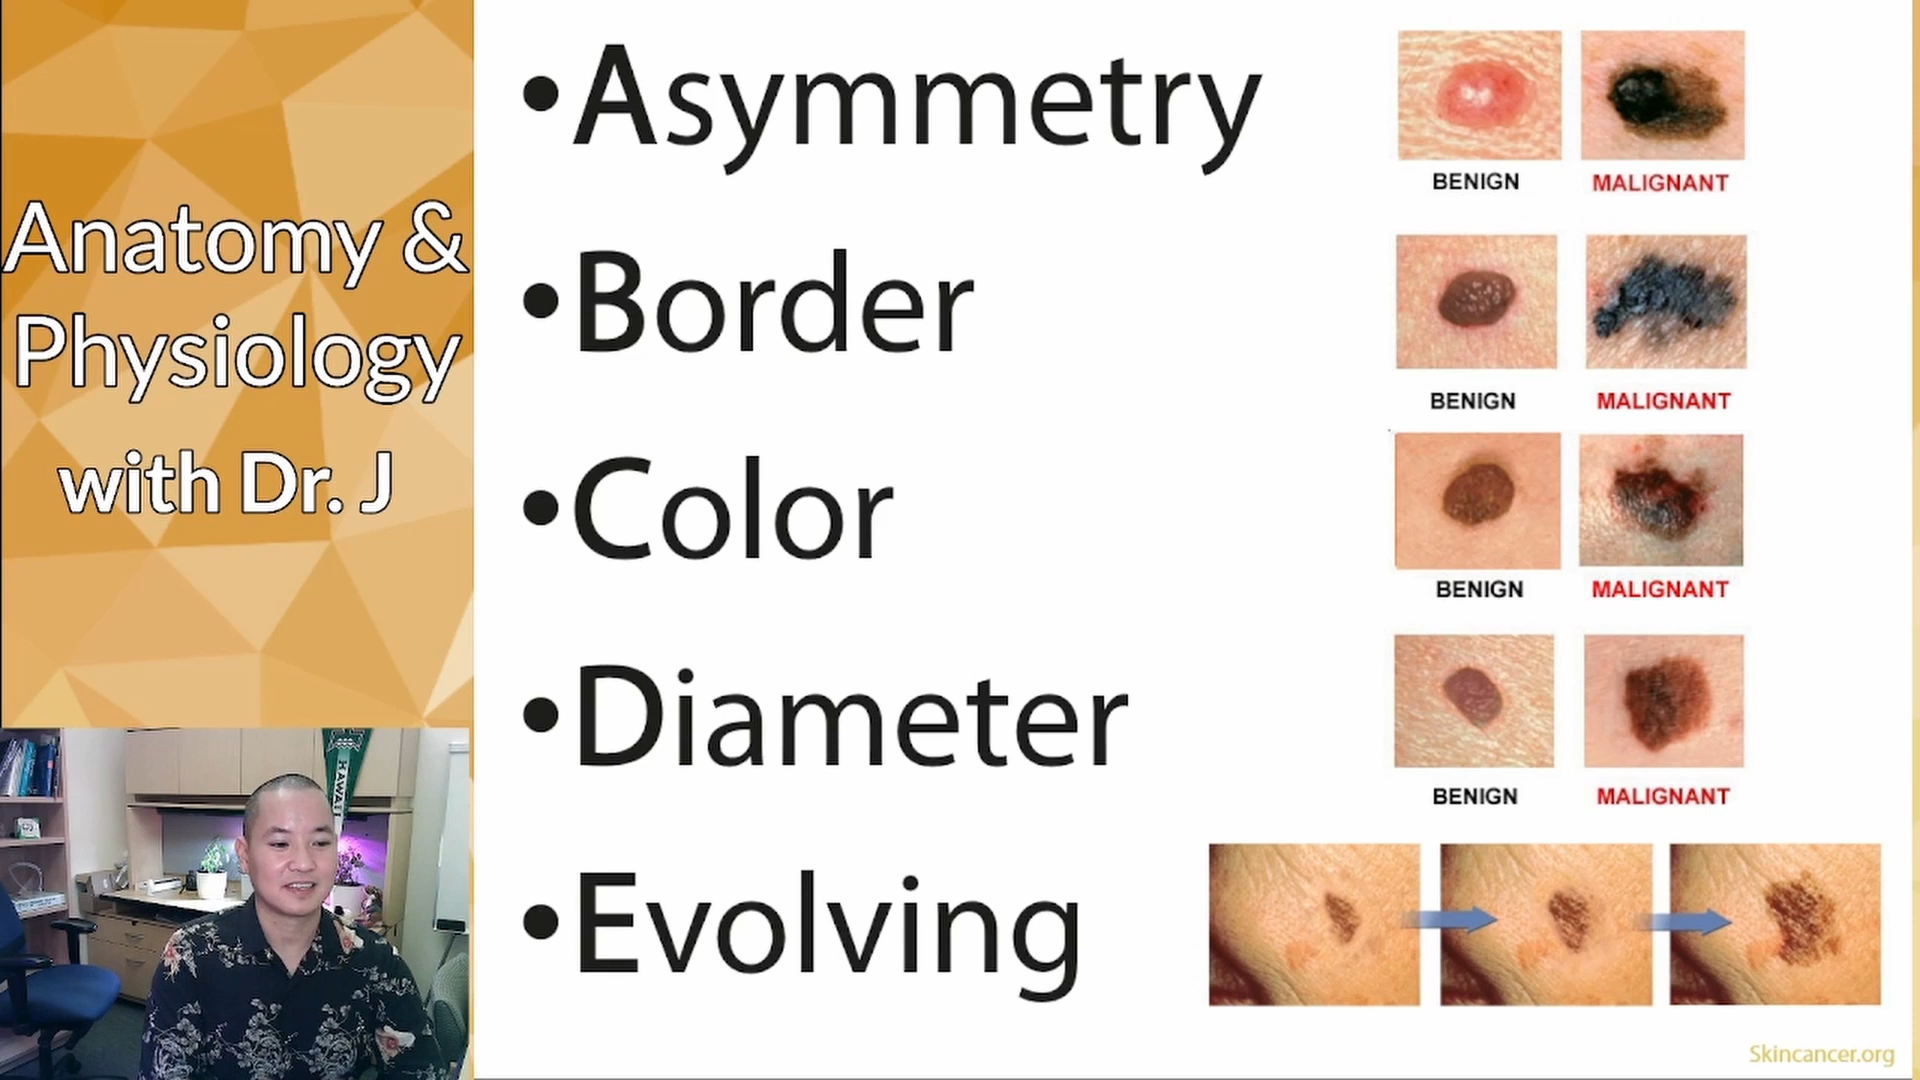 Anatomy &
Physiology
with Dr. J
•Asymmetry
BENIGN MALIGNANT
•Border
BENIGN MALIGNANT
•Color
BENIGN MALIGNANT
•Diameter
BENIGN MALIGNANT
•Evolving
Skincancer.org
HAWAI